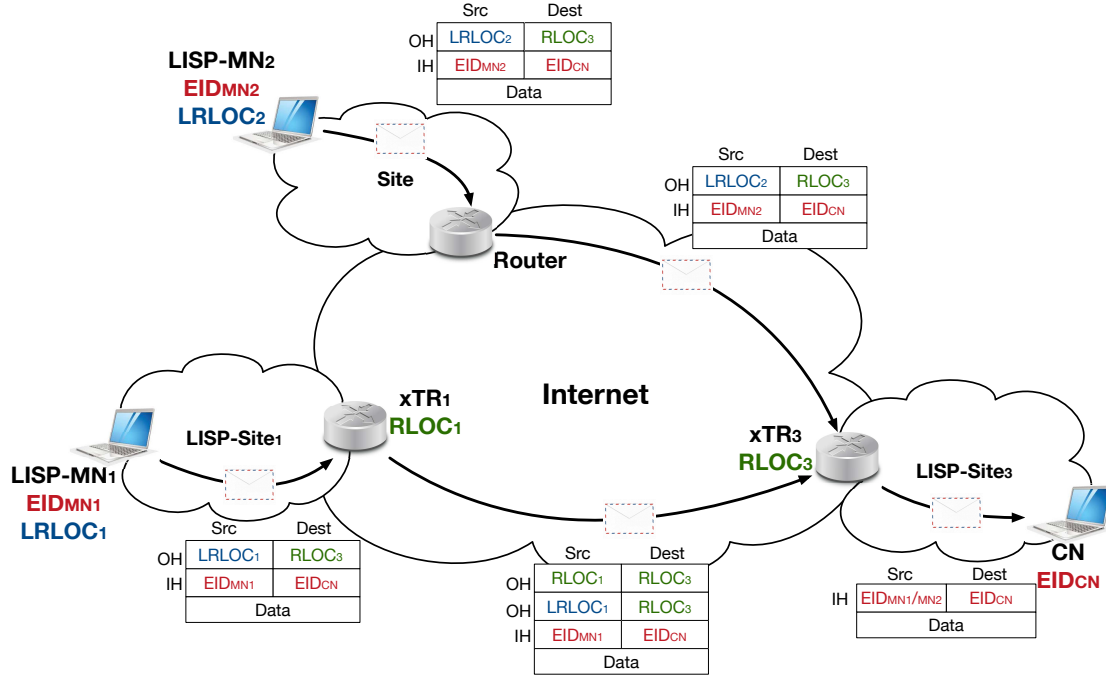 Src Dest
OH LRLOC2 RLOC3
IH EIDMN2 EIDCN
Data
LISP-MN2
EIDMN2
LRLOC2
Site
Router
Src Dest
OH LRLOC2 RLOC3
IH EIDMN2 EIDCN
Data
Internet
xTR1
RLOC1
LISP-Site1
LISP-MN1
EIDMN1
LRLOC1
Src Dest
OH LRLOC1 RLOC3
IH EIDMN1 EIDCN
Data
xTR3
RLOC3
LISP-Site3
CN
EIDCN
Src Dest
OH RLOC1 RLOC3
OH LRLOC1 RLOC3
IH EIDMN1 EIDCN
Data
Src Dest
IH EIDMN1/MN2 EIDCN
Data